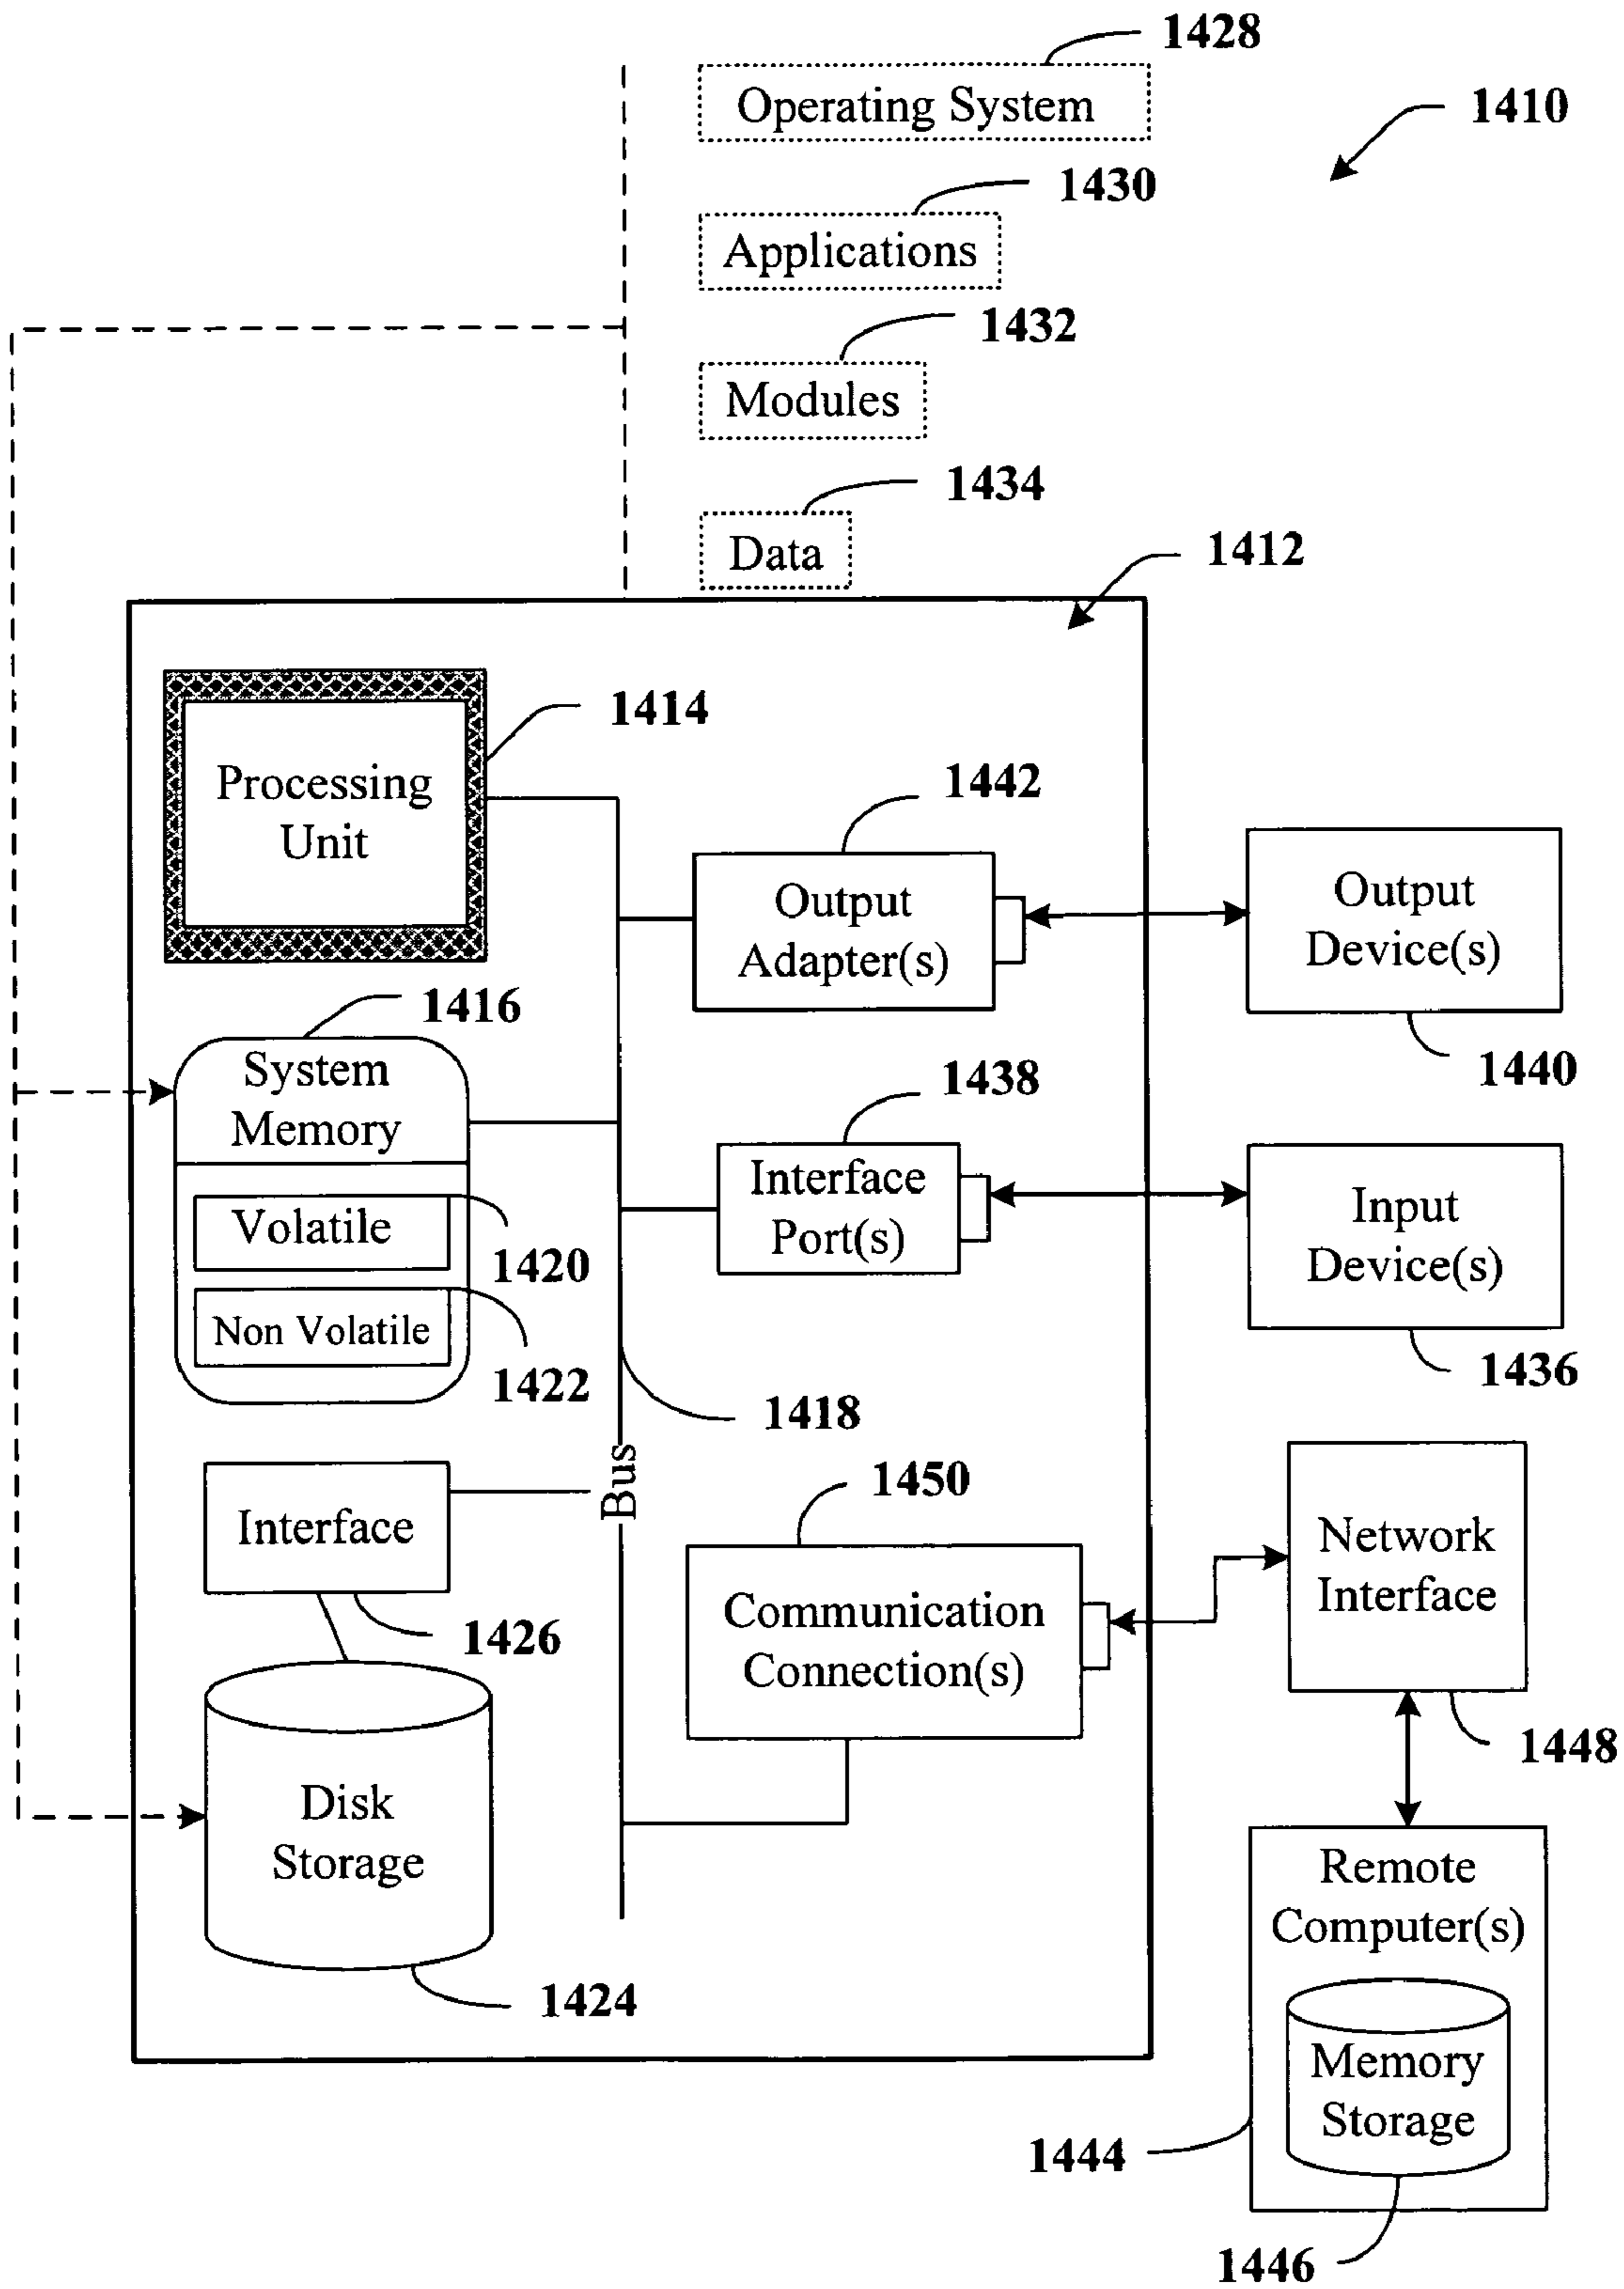 1428
Operating System
1410
1430
Applications
1432
Modules
1434
Data
1412
1414
Processing
Unit
1442
Output
Adapter(s)
Output
Device(s)
1440
1416
System
Memory
1438
Interface
Port(s)
Input
Device(s)
1436
Volatile
1420
Non Volatile
1422
1418
Bus
1450
Interface
1426
Communication
Connection(s)
Network
Interface
1448
Disk
Storage
1424
Remote
Computer(s)
Memory
Storage
1444
1446